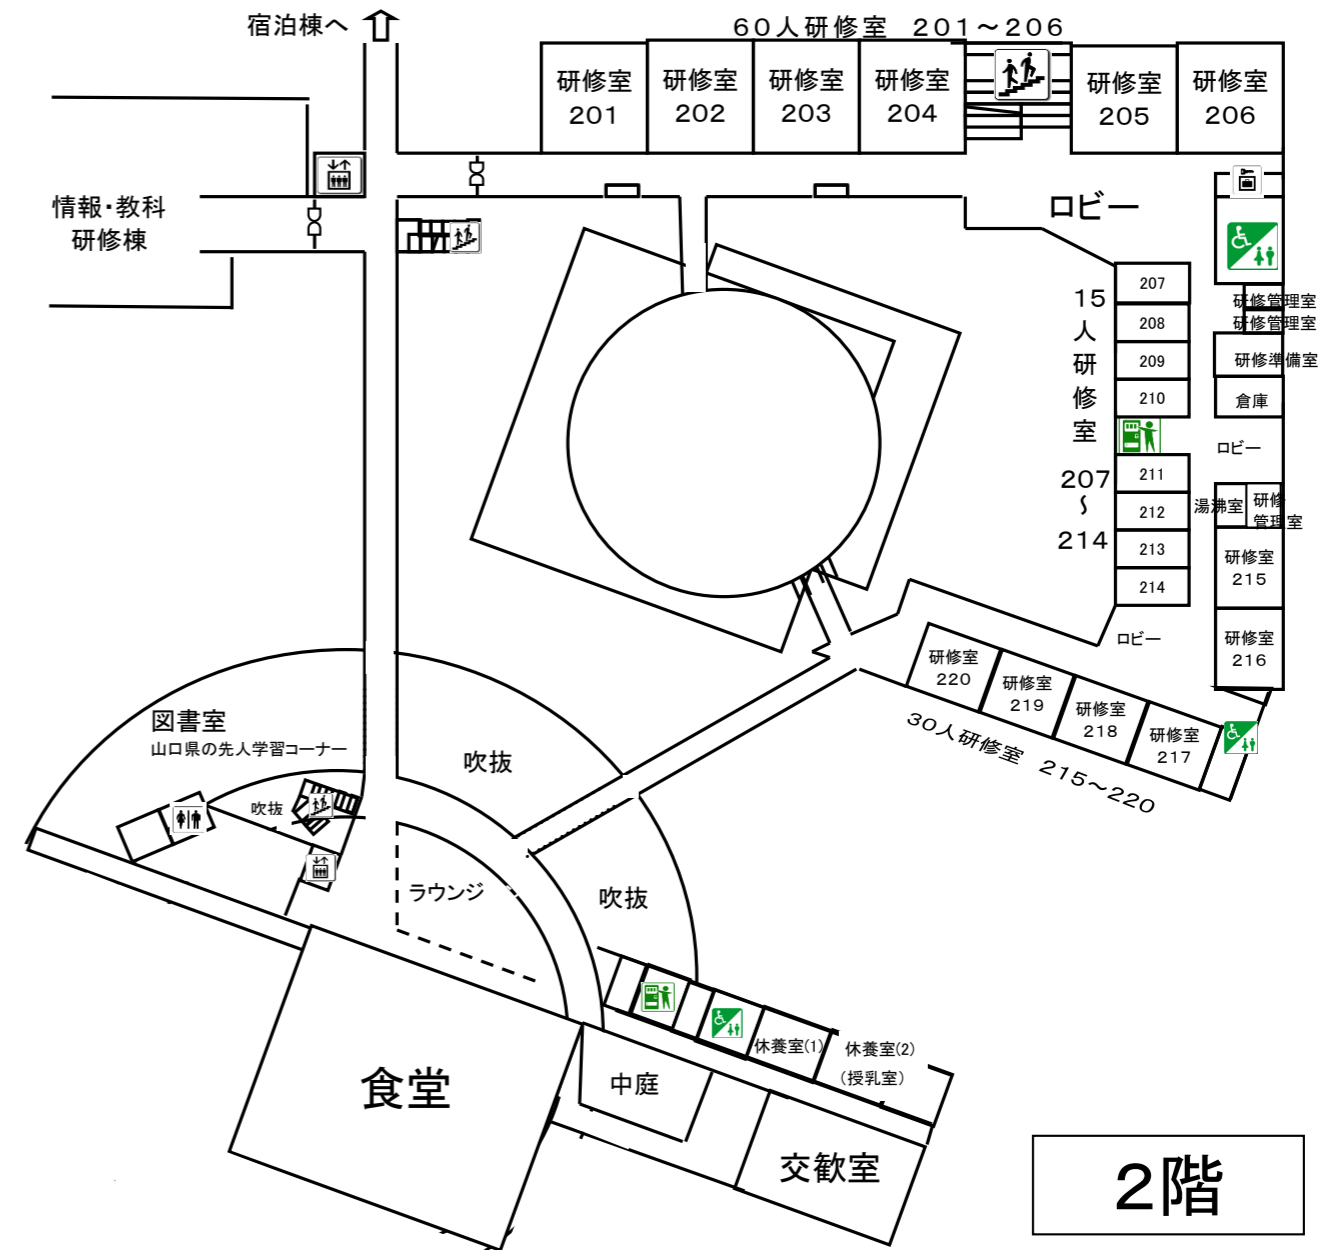 宿泊棟へ
60人研修室 201～206
研修室
201
研修室
202
研修室
203
研修室
204
研修室
205
研修室
206
情報・教科
研修棟
ロビー
15
人
研
修
室
207
～
214
207
208
209
210
211
212
213
214
研修管理室
研修管理室
研修準備室
倉庫
ロビー
湯沸室
研修
管理室
研修室
215
研修室
216
ロビー
研修室
220
研修室
219
研修室
218
研修室
217
30人研修室 215～220
図書室
山口県の先人学習コーナー
吹抜
吹抜
吹抜
ラウンジ
休養室(1)
休養室(2)
(授乳室)
食堂
中庭
交歓室
2階